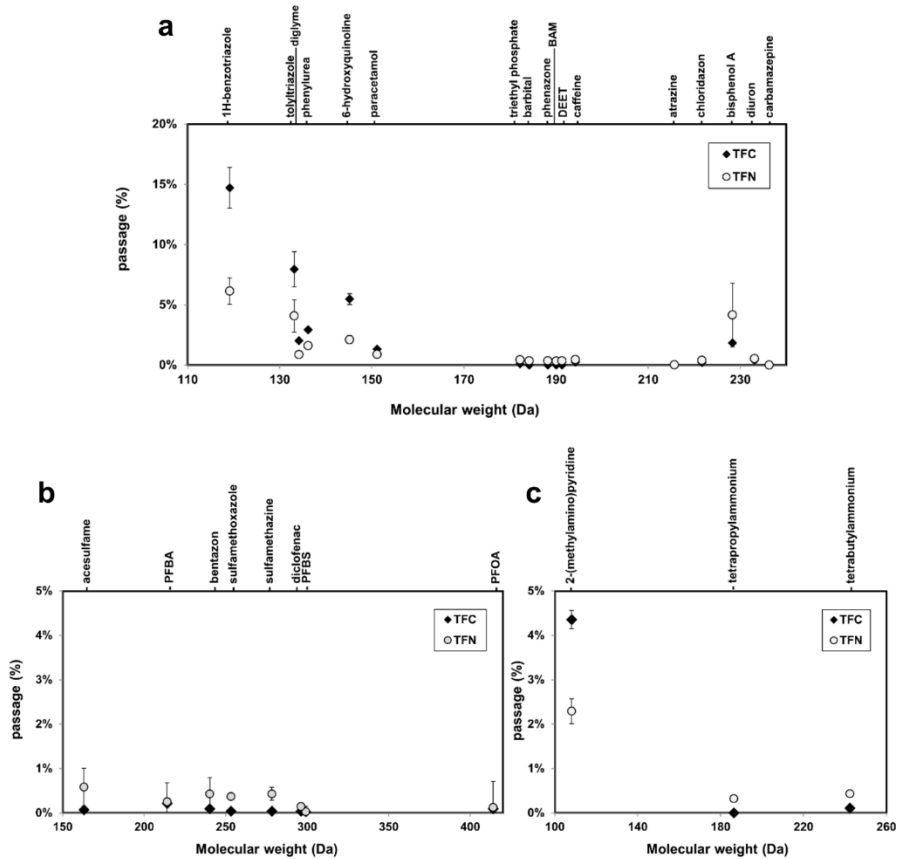 a
1H-benzotriazole
tolyltriazole
diglyme
phenylurea
6-hydroxyquinoline
paracetamol
triethyl phosphate
barbital
phenazone
BAM
DEET
caffeine
atrazine
chloridazon
bisphenol A
diuron
carbamazepine
20%
15%
10%
5%
0%
passage (%)
TFC
TFN
110 130 150 170 190 210 230
Molecular weight (Da)
b
acesulfame
PFBA
bentazon
sulfamethoxazole
sulfamethazine
diclofenac
PFBS
PFOA
5%
4%
3%
2%
1%
0%
passage (%)
TFC
TFN
150 200 250 300 350 400
Molecular weight (Da)
c
2-(methylamino)pyridine
tetrapropylammonium
tetrabutylammonium
5%
4%
3%
2%
1%
0%
passage (%)
TFC
TFN
100 140 180 220 260
Molecular weight (Da)